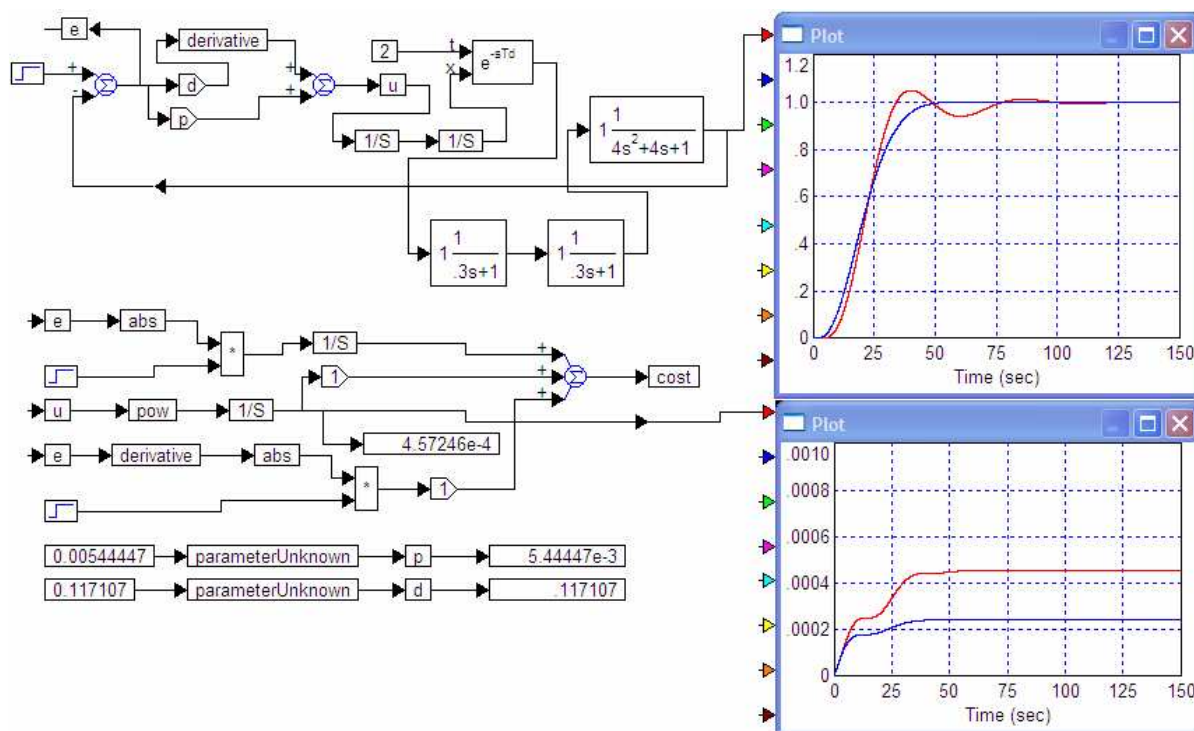 e
derivative
+
-
Σ
d
p
+
+
Σ
u
2
t
x
e^-sTd
1/S
1/S
1 1
4s²+4s+1
1 1
.3s+1
1 1
.3s+1
Plot
1.2
1.0
.8
.6
.4
.2
0
0 25 50 75 100 125 150
Time (sec)
e
abs
*
1/S
+
+
+
Σ
cost
1
u
pow
1/S
4.57246e-4
e
derivative
abs
*
1
0.00544447
parameterUnknown
p
5.44447e-3
0.117107
parameterUnknown
d
.117107
Plot
.0010
.0008
.0006
.0004
.0002
0
0 25 50 75 100 125 150
Time (sec)